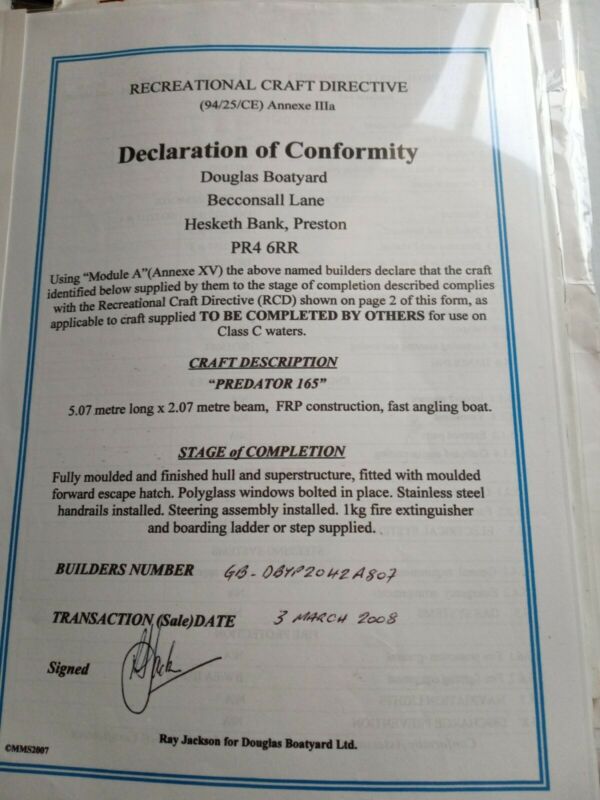 RECREATIONAL CRAFT DIRECTIVE
(94/25/CE) Annexe IIIa
Declaration of Conformity
Douglas Boatyard
Becconsall Lane
Hesketh Bank, Preston
PR4 6RR
Using “Module A”(Annexe XV) the above named builders declare that the craft
identified below supplied by them to the stage of completion described complies
with the Recreational Craft Directive (RCD) shown on page 2 of this form, as
applicable to craft supplied TO BE COMPLETED BY OTHERS for use on
Class C waters.
CRAFT DESCRIPTION
“PREDATOR 165”
5.07 metre long x 2.07 metre beam, FRP construction, fast angling boat.
STAGE of COMPLETION
Fully moulded and finished hull and superstructure, fitted with moulded
forward escape hatch. Polyglass windows bolted in place. Stainless steel
handrails installed. Steering assembly installed. 1kg fire extinguisher
and boarding ladder or step supplied.
BUILDERS NUMBER GB-DBYP2042A807
TRANSACTION (Sale)DATE 3 MARCH 2008
Signed
Ray Jackson for Douglas Boatyard Ltd.
©MMS2007